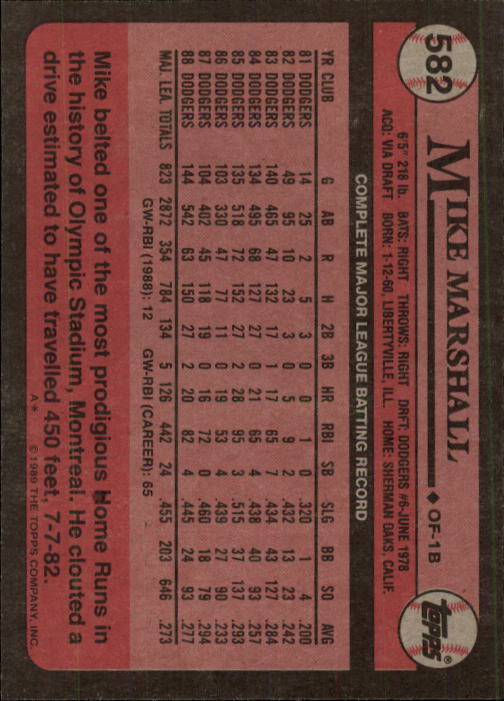 582
MIKE MARSHALL
◆ OF-1B
topps®
6'5" 218 lb. BATS: RIGHT THROWS: RIGHT DRFT: DODGERS #6-JUNE 1978
ACQ: VIA DRAFT BORN: 1-12-60, LIBERTYVILLE, ILL. HOME: SHERMAN OAKS, CALIF.
COMPLETE MAJOR LEAGUE BATTING RECORD
YR CLUB G AB R H 2B 3B HR RBI SB SLG BB SO AVG
81 DODGERS 14 25 2 5 3 0 0 1 0 .320 1 4 .200
82 DODGERS 49 95 10 23 3 0 5 9 2 .432 13 23 .242
83 DODGERS 140 465 47 132 17 1 17 65 7 .434 43 127 .284
84 DODGERS 134 495 68 127 27 0 21 65 4 .438 40 93 .257
85 DODGERS 135 518 72 152 27 2 28 95 3 .515 37 137 .293
86 DODGERS 103 330 47 77 11 0 19 53 4 .439 27 90 .233
87 DODGERS 104 402 45 118 19 0 16 72 0 .460 18 79 .294
88 DODGERS 144 542 63 150 27 2 20 82 4 .445 24 93 .277
MAJ. LEA. TOTALS 823 2872 354 784 134 5 126 442 24 .455 203 646 .273
GW-RBI (1988): 12 GW-RBI (CAREER): 65
Mike belted one of the most prodigious Home Runs in
the history of Olympic Stadium, Montreal. He clouted a
drive estimated to have travelled 450 feet, 7-7-82.
A* © 1989 THE TOPPS COMPANY, INC.